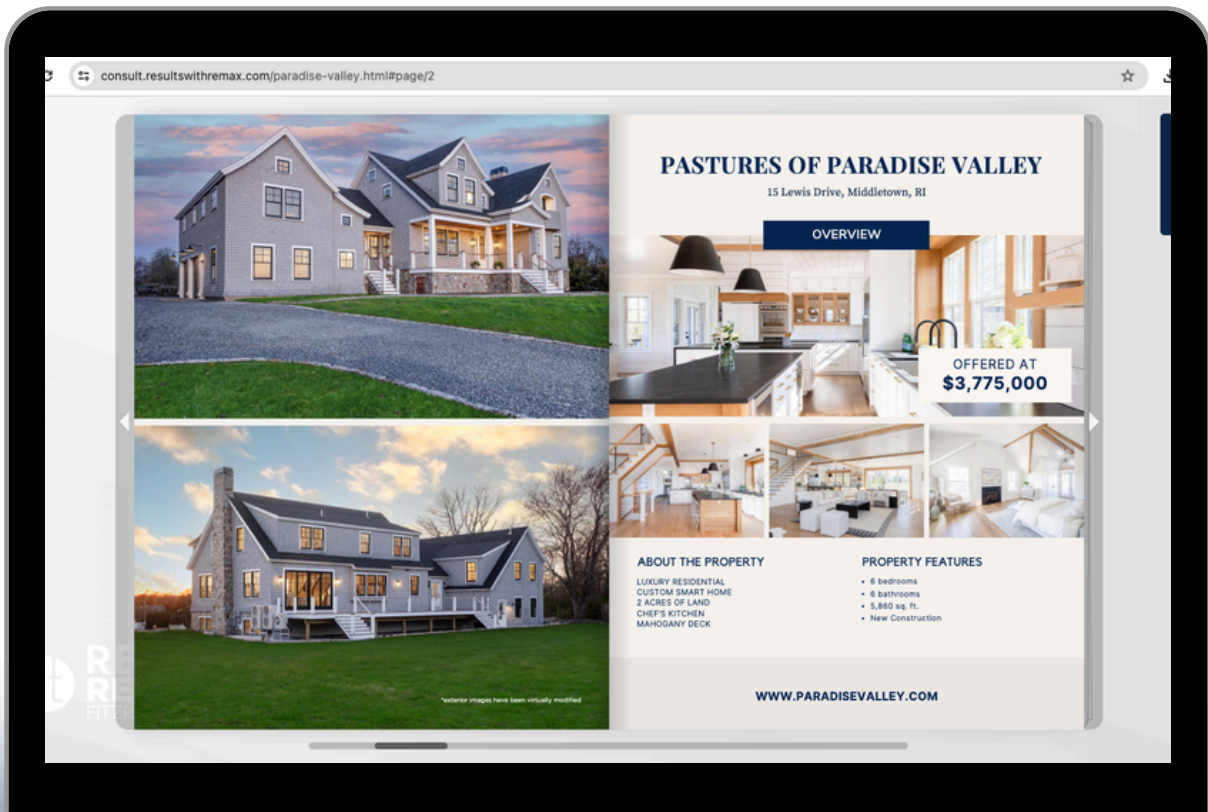 consult.resultswithremax.com/paradise-valley.html#page/2
PASTURES OF PARADISE VALLEY
15 Lewis Drive, Middletown, RI
OVERVIEW
OFFERED AT
$3,775,000
ABOUT THE PROPERTY
LUXURY RESIDENTIAL
CUSTOM SMART HOME
2 ACRES OF LAND
CHEF'S KITCHEN
MAHOGANY DECK
PROPERTY FEATURES
• 6 bedrooms
• 6 bathrooms
• 5,860 sq. ft.
• New Construction
*exterior images have been virtually modified
WWW.PARADISEVALLEY.COM